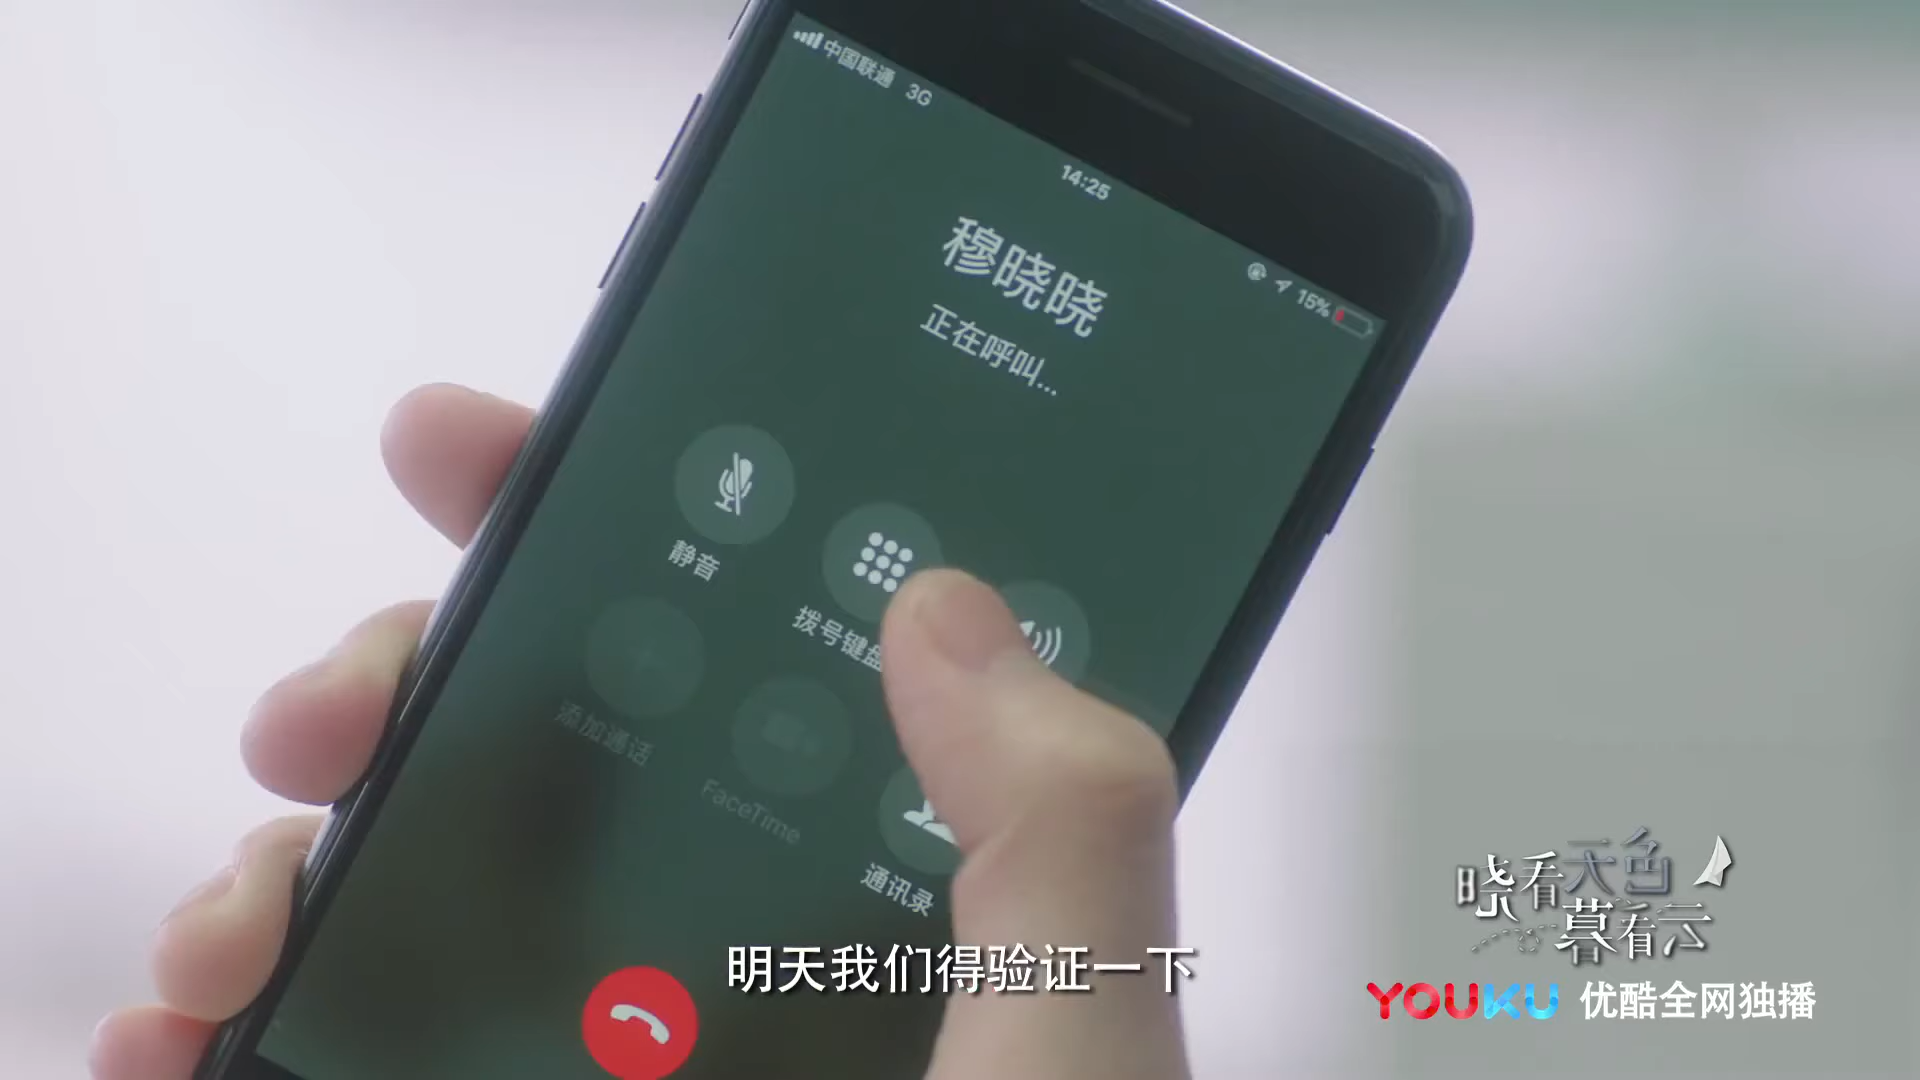 中国联通 3G
14:25
15%
穆晓晓
正在呼叫...
静音
拨号键盘
添加通话
FaceTime
通讯录
明天我们得验证一下
晓看天色
暮看云
YOUKU 优酷全网独播